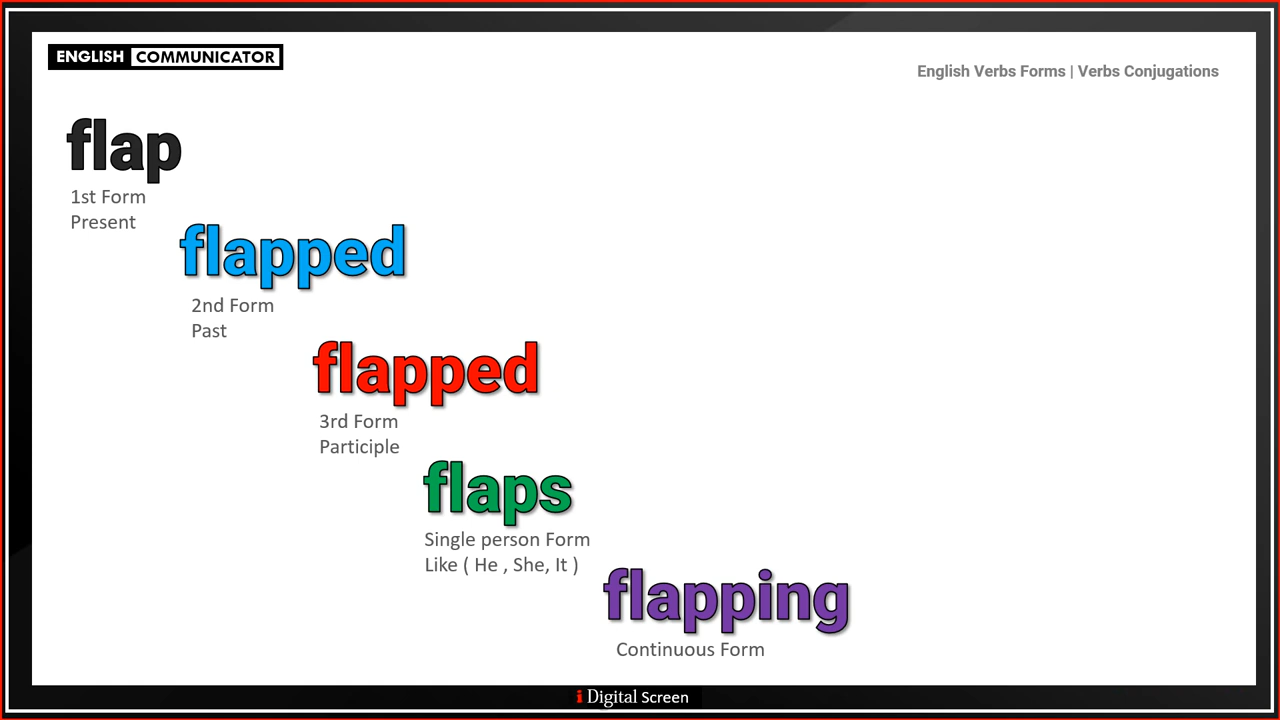 ENGLISH COMMUNICATOR
English Verbs Forms | Verbs Conjugations
flap
1st Form
Present
flapped
2nd Form
Past
flapped
3rd Form
Participle
flaps
Single person Form
Like ( He , She, It )
flapping
Continuous Form
i Digital Screen